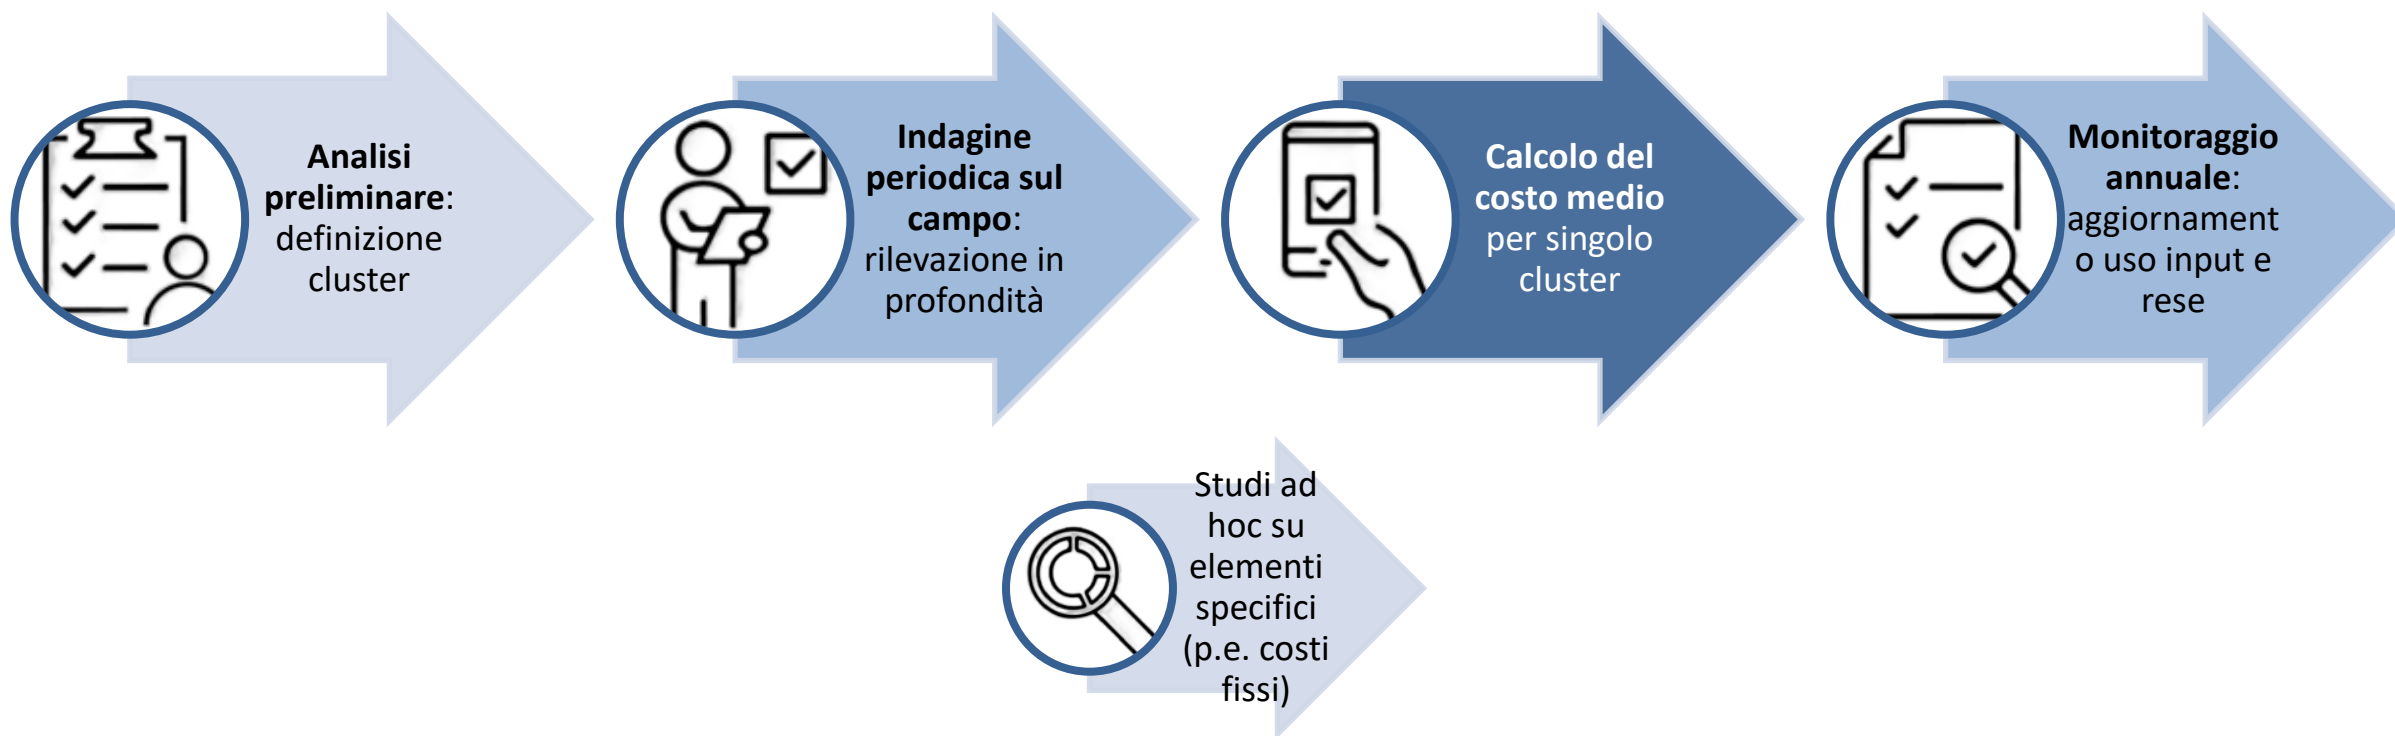 Analisi
preliminare:
definizione
cluster
Indagine
periodica sul
campo:
rilevazione in
profondità
Calcolo del
costo medio
per singolo
cluster
Monitoraggio
annuale:
aggiornament
o uso input e
rese
Studi ad
hoc su
elementi
specifici
(p.e. costi
fissi)